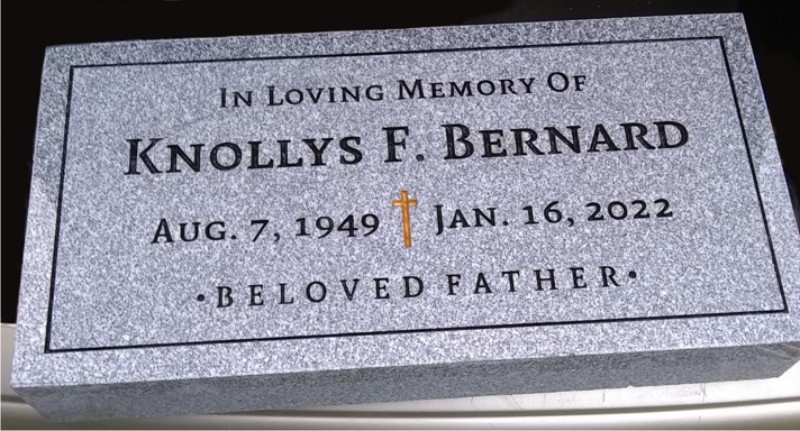 In Loving Memory Of
Knollys F. Bernard
Aug. 7, 1949 Jan. 16, 2022
·BELOVED FATHER·